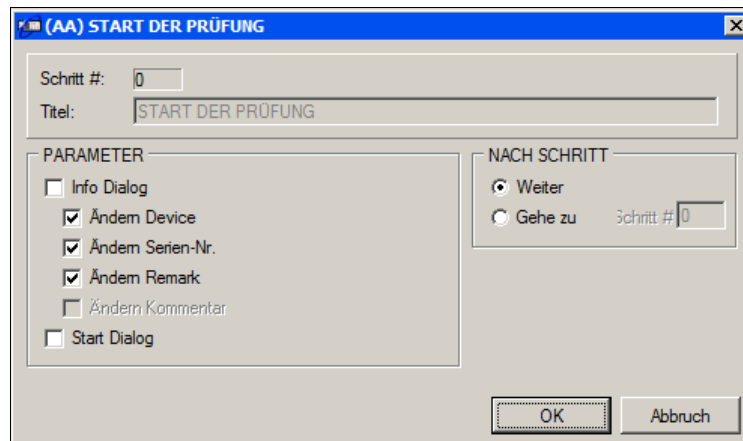 (AA) START DER PRÜFUNG
Schritt #: 0
Titel: START DER PRÜFUNG
PARAMETER
Info Dialog
Ändern Device
Ändern Serien-Nr.
Ändern Remark
Ändern Kommentar
Start Dialog
NACH SCHRITT
Weiter
Gehe zu Schritt # 0
OK Abbruch